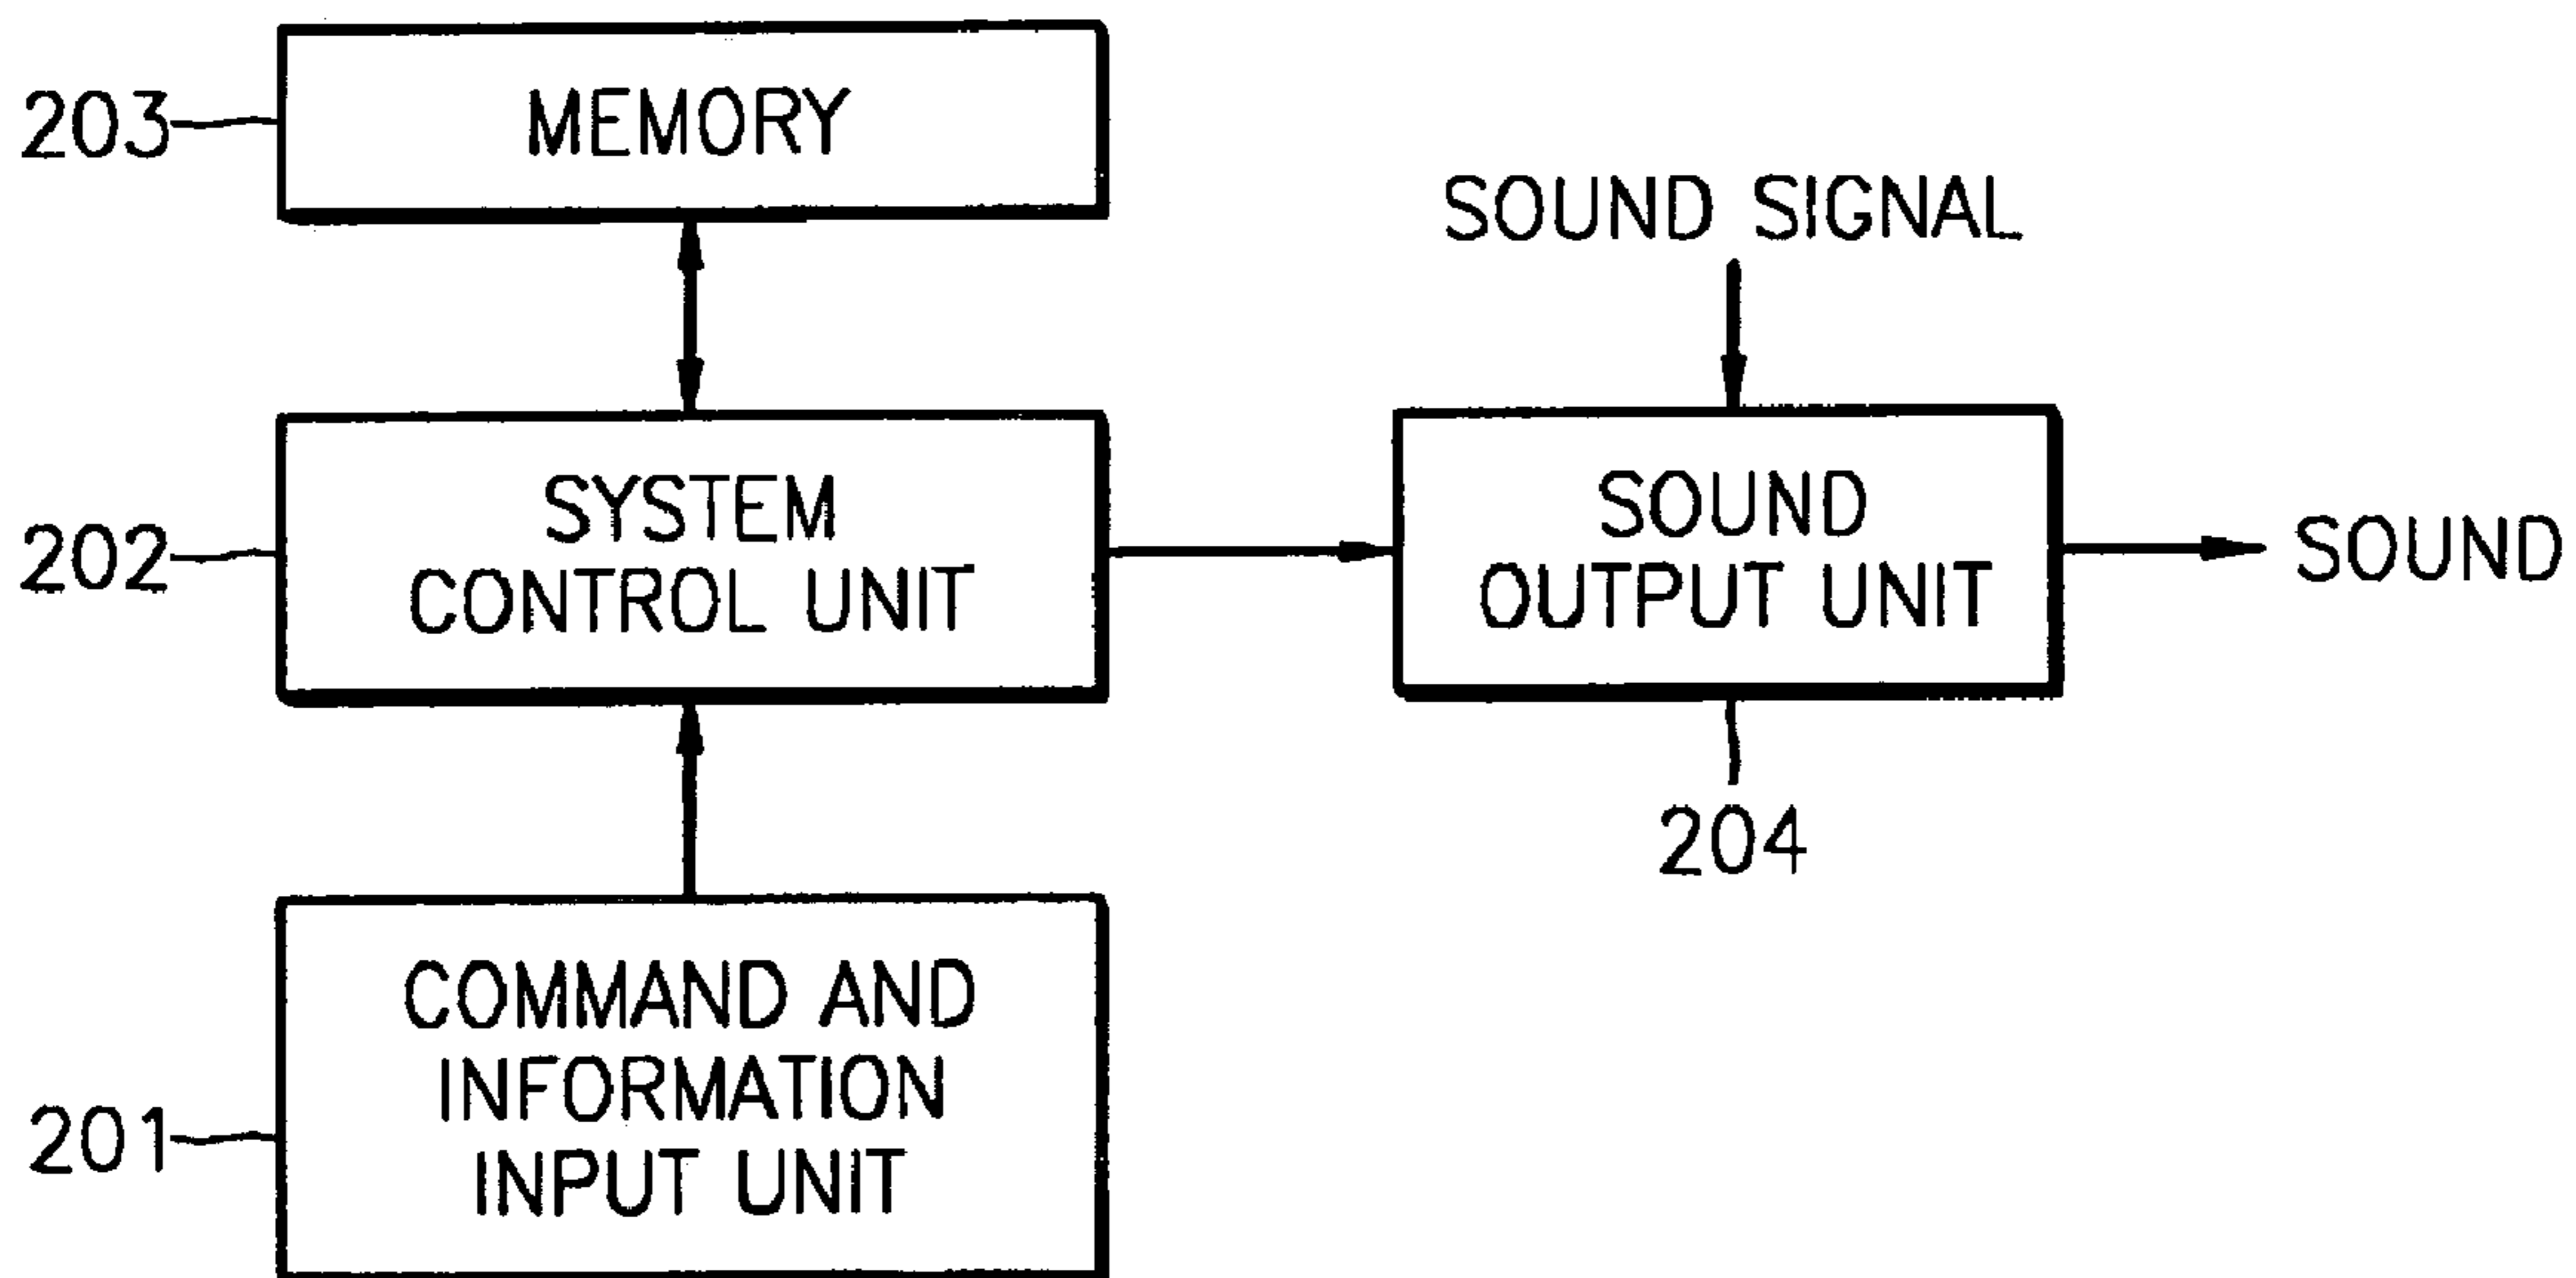 203
MEMORY
SOUND SIGNAL
202
SYSTEM
CONTROL UNIT
SOUND
OUTPUT UNIT
SOUND
204
201
COMMAND AND
INFORMATION
INPUT UNIT